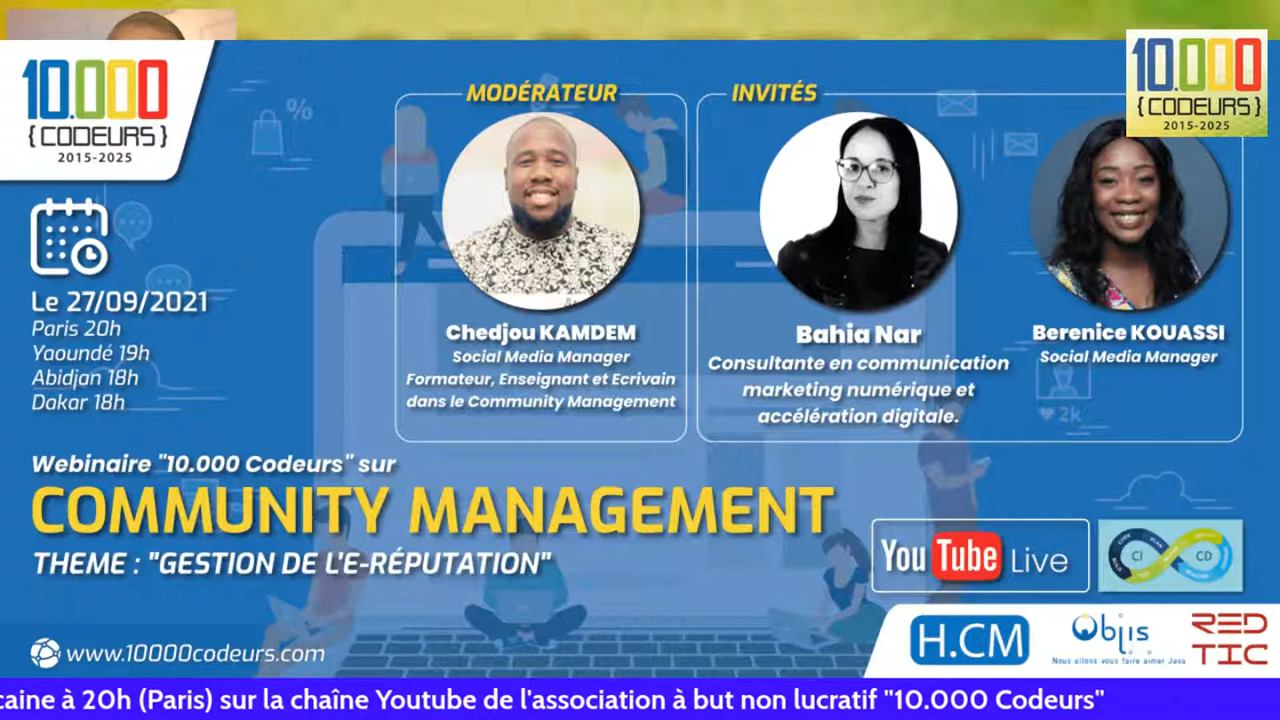 10.000
{CODEURS}
2015-2025
10.000
{CODEURS}
2015-2025
MODÉRATEUR
INVITÉS
%
Le 27/09/2021
Paris 20h
Yaoundé 19h
Abidjan 18h
Dakar 18h
Chedjou KAMDEM
Social Media Manager
Formateur, Enseignant et Ecrivain
dans le Community Management
Bahia Nar
Consultante en communication
marketing numérique et
accélération digitale.
Berenice KOUASSI
Social Media Manager
2k
Webinaire "10.000 Codeurs" sur
COMMUNITY MANAGEMENT
THEME : "GESTION DE L'E-RÉPUTATION"
YouTube Live
CI CD
www.10000codeurs.com
H.CM
Objis
Nous allons vous faire aimer Java
RED
TIC
caine à 20h (Paris) sur la chaîne Youtube de l'association à but non lucratif "10.000 Codeurs"